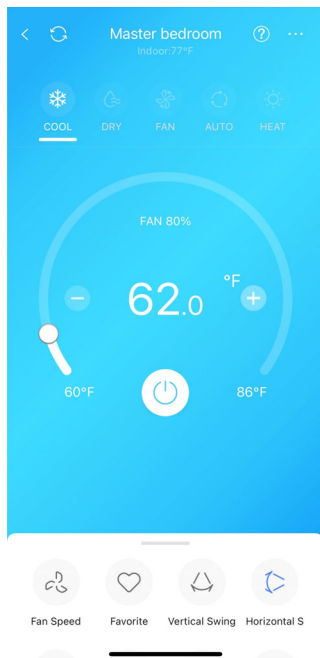 Master bedroom
Indoor:77°F
COOL DRY FAN AUTO HEAT
FAN 80%
62.0 °F
60°F 86°F
Fan Speed Favorite Vertical Swing Horizontal S